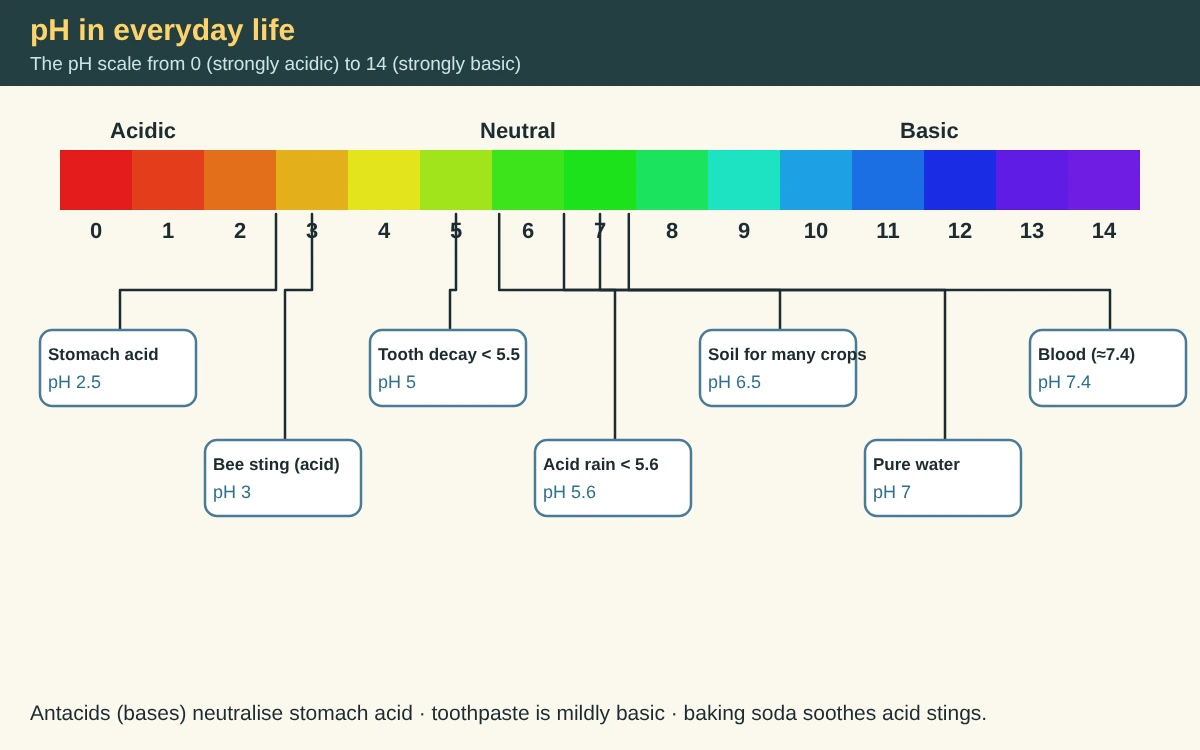 pH in everyday life
The pH scale from 0 (strongly acidic) to 14 (strongly basic)
Acidic Neutral Basic
0 1 2 3 4 5 6 7 8 9 10 11 12 13 14
Stomach acid
pH 2.5
Tooth decay < 5.5
pH 5
Soil for many crops
pH 6.5
Blood (≈7.4)
pH 7.4
Bee sting (acid)
pH 3
Acid rain < 5.6
pH 5.6
Pure water
pH 7
Antacids (bases) neutralise stomach acid · toothpaste is mildly basic · baking soda soothes acid stings.